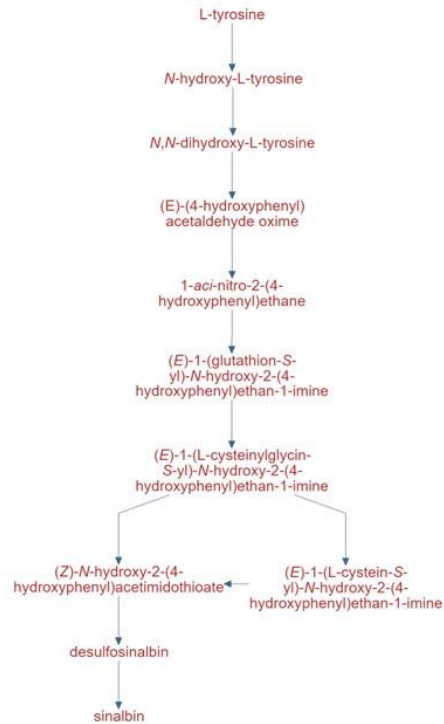 L-tyrosine
N-hydroxy-L-tyrosine
N,N-dihydroxy-L-tyrosine
(E)-(4-hydroxyphenyl)
acetaldehyde oxime
1-aci-nitro-2-(4-
hydroxyphenyl)ethane
(E)-1-(glutathion-S-
yl)-N-hydroxy-2-(4-
hydroxyphenyl)ethan-1-imine
(E)-1-(L-cysteinylglycin-
S-yl)-N-hydroxy-2-(4-
hydroxyphenyl)ethan-1-imine
(Z)-N-hydroxy-2-(4-
hydroxyphenyl)acetimidothioate
(E)-1-(L-cystein-S-
yl)-N-hydroxy-2-(4-
hydroxyphenyl)ethan-1-imine
desulfosinalbin
sinalbin